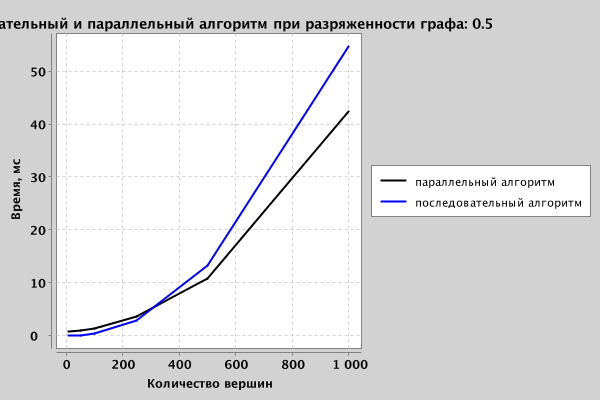 ательный и параллельный алгоритм при разряженности графа: 0.5
50
40
30
20
10
0
Время, мс
0 200 400 600 800 1 000
Количество вершин
параллельный алгоритм
последовательный алгоритм